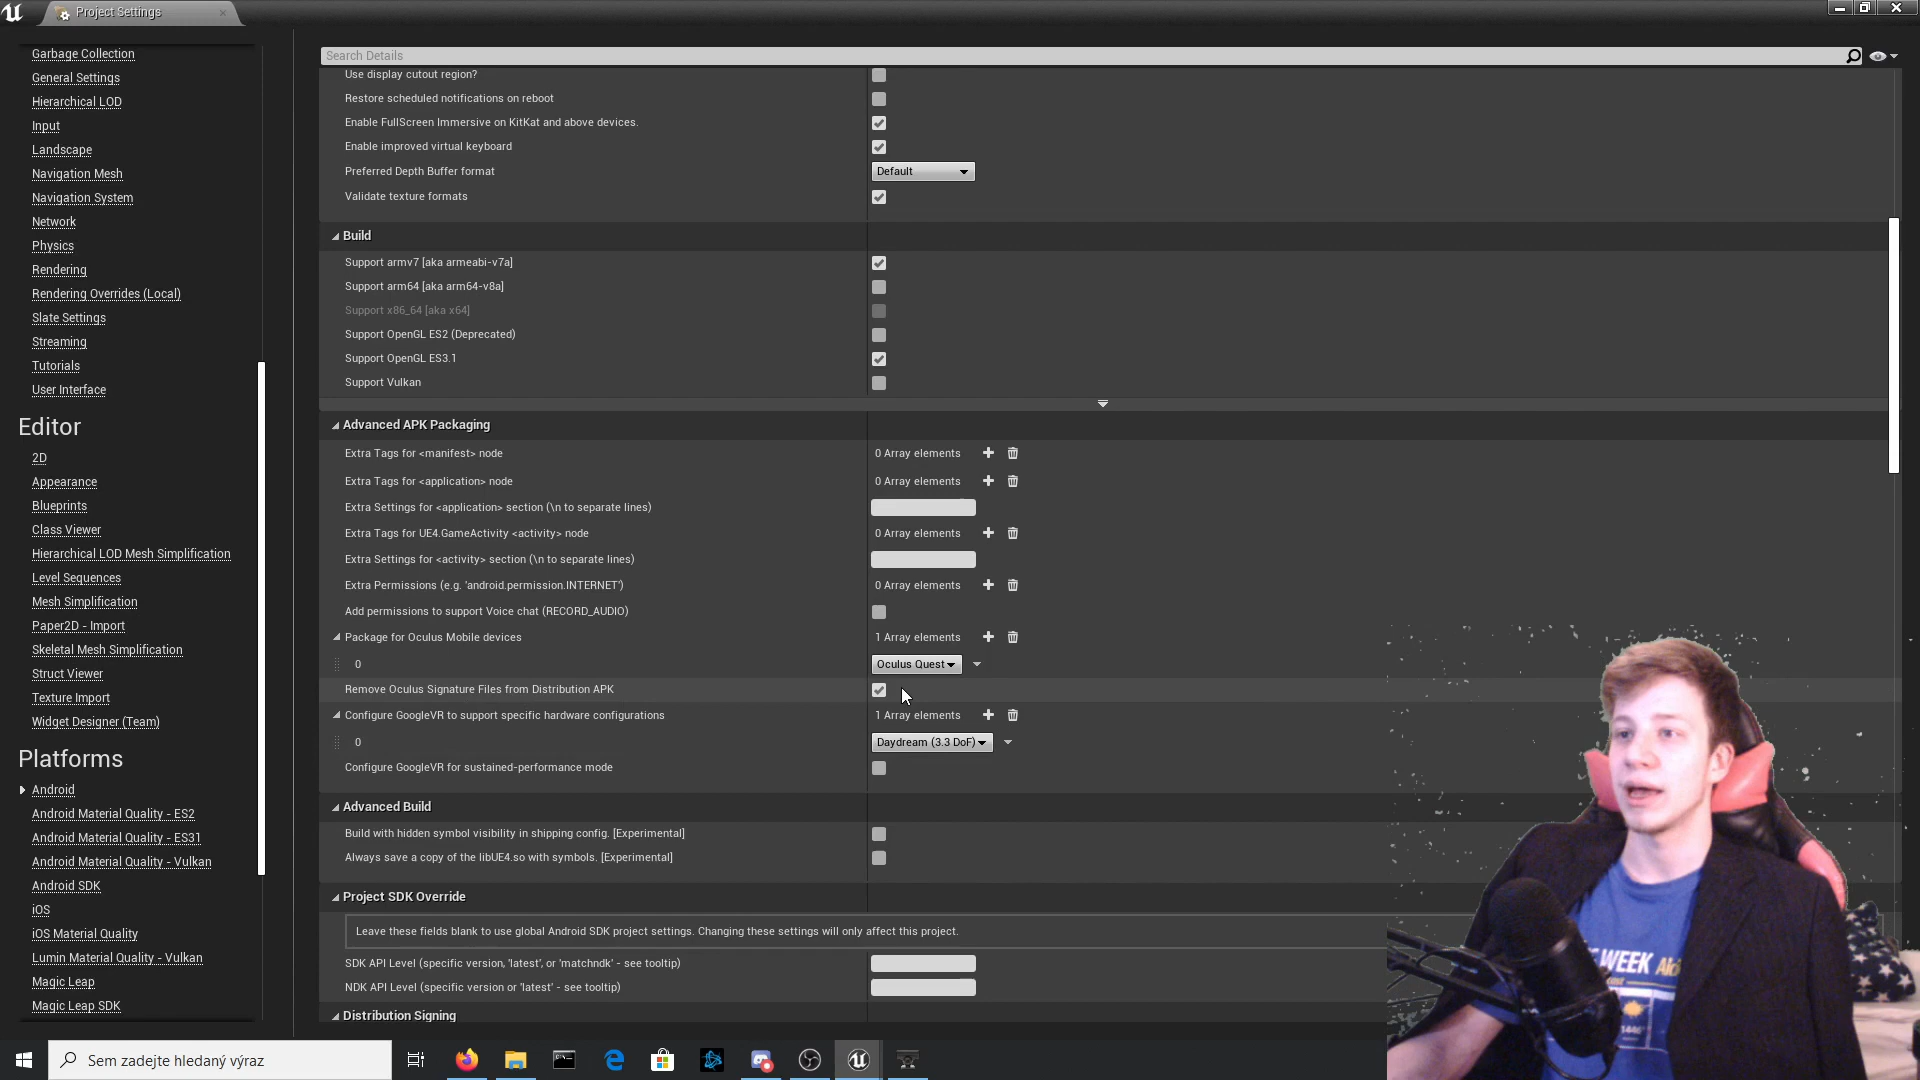 Project Settings
Garbage Collection
General Settings
Hierarchical LOD
Input
Landscape
Navigation Mesh
Navigation System
Network
Physics
Rendering
Rendering Overrides (Local)
Slate Settings
Streaming
Tutorials
User Interface
Editor
2D
Appearance
Blueprints
Class Viewer
Hierarchical LOD Mesh Simplification
Level Sequences
Mesh Simplification
Paper2D - Import
Skeletal Mesh Simplification
Struct Viewer
Texture Import
Widget Designer (Team)
Platforms
Android
Android Material Quality - ES2
Android Material Quality - ES31
Android Material Quality - Vulkan
Android SDK
iOS
iOS Material Quality
Lumin Material Quality - Vulkan
Magic Leap
Magic Leap SDK
Search Details
Use display cutout region?
Restore scheduled notifications on reboot
Enable FullScreen Immersive on KitKat and above devices.
Enable improved virtual keyboard
Preferred Depth Buffer format Default
Validate texture formats
Build
Support armv7 [aka armeabi-v7a]
Support arm64 [aka arm64-v8a]
Support x86_64 [aka x64]
Support OpenGL ES2 (Deprecated)
Support OpenGL ES3.1
Support Vulkan
Advanced APK Packaging
Extra Tags for <manifest> node 0 Array elements
Extra Tags for <application> node 0 Array elements
Extra Settings for <application> section (\n to separate lines)
Extra Tags for UE4.GameActivity <activity> node 0 Array elements
Extra Settings for <activity> section (\n to separate lines)
Extra Permissions (e.g. 'android.permission.INTERNET') 0 Array elements
Add permissions to support Voice chat (RECORD_AUDIO)
Package for Oculus Mobile devices 1 Array elements
0 Oculus Quest
Remove Oculus Signature Files from Distribution APK
Configure GoogleVR to support specific hardware configurations 1 Array elements
0 Daydream (3.3 DoF)
Configure GoogleVR for sustained-performance mode
Advanced Build
Build with hidden symbol visibility in shipping config. [Experimental]
Always save a copy of the libUE4.so with symbols. [Experimental]
Project SDK Override
Leave these fields blank to use global Android SDK project settings. Changing these settings will only affect this project.
SDK API Level (specific version, 'latest', or 'matchndk' - see tooltip)
NDK API Level (specific version or 'latest' - see tooltip)
Distribution Signing
WEEK
Sem zadejte hledaný výraz